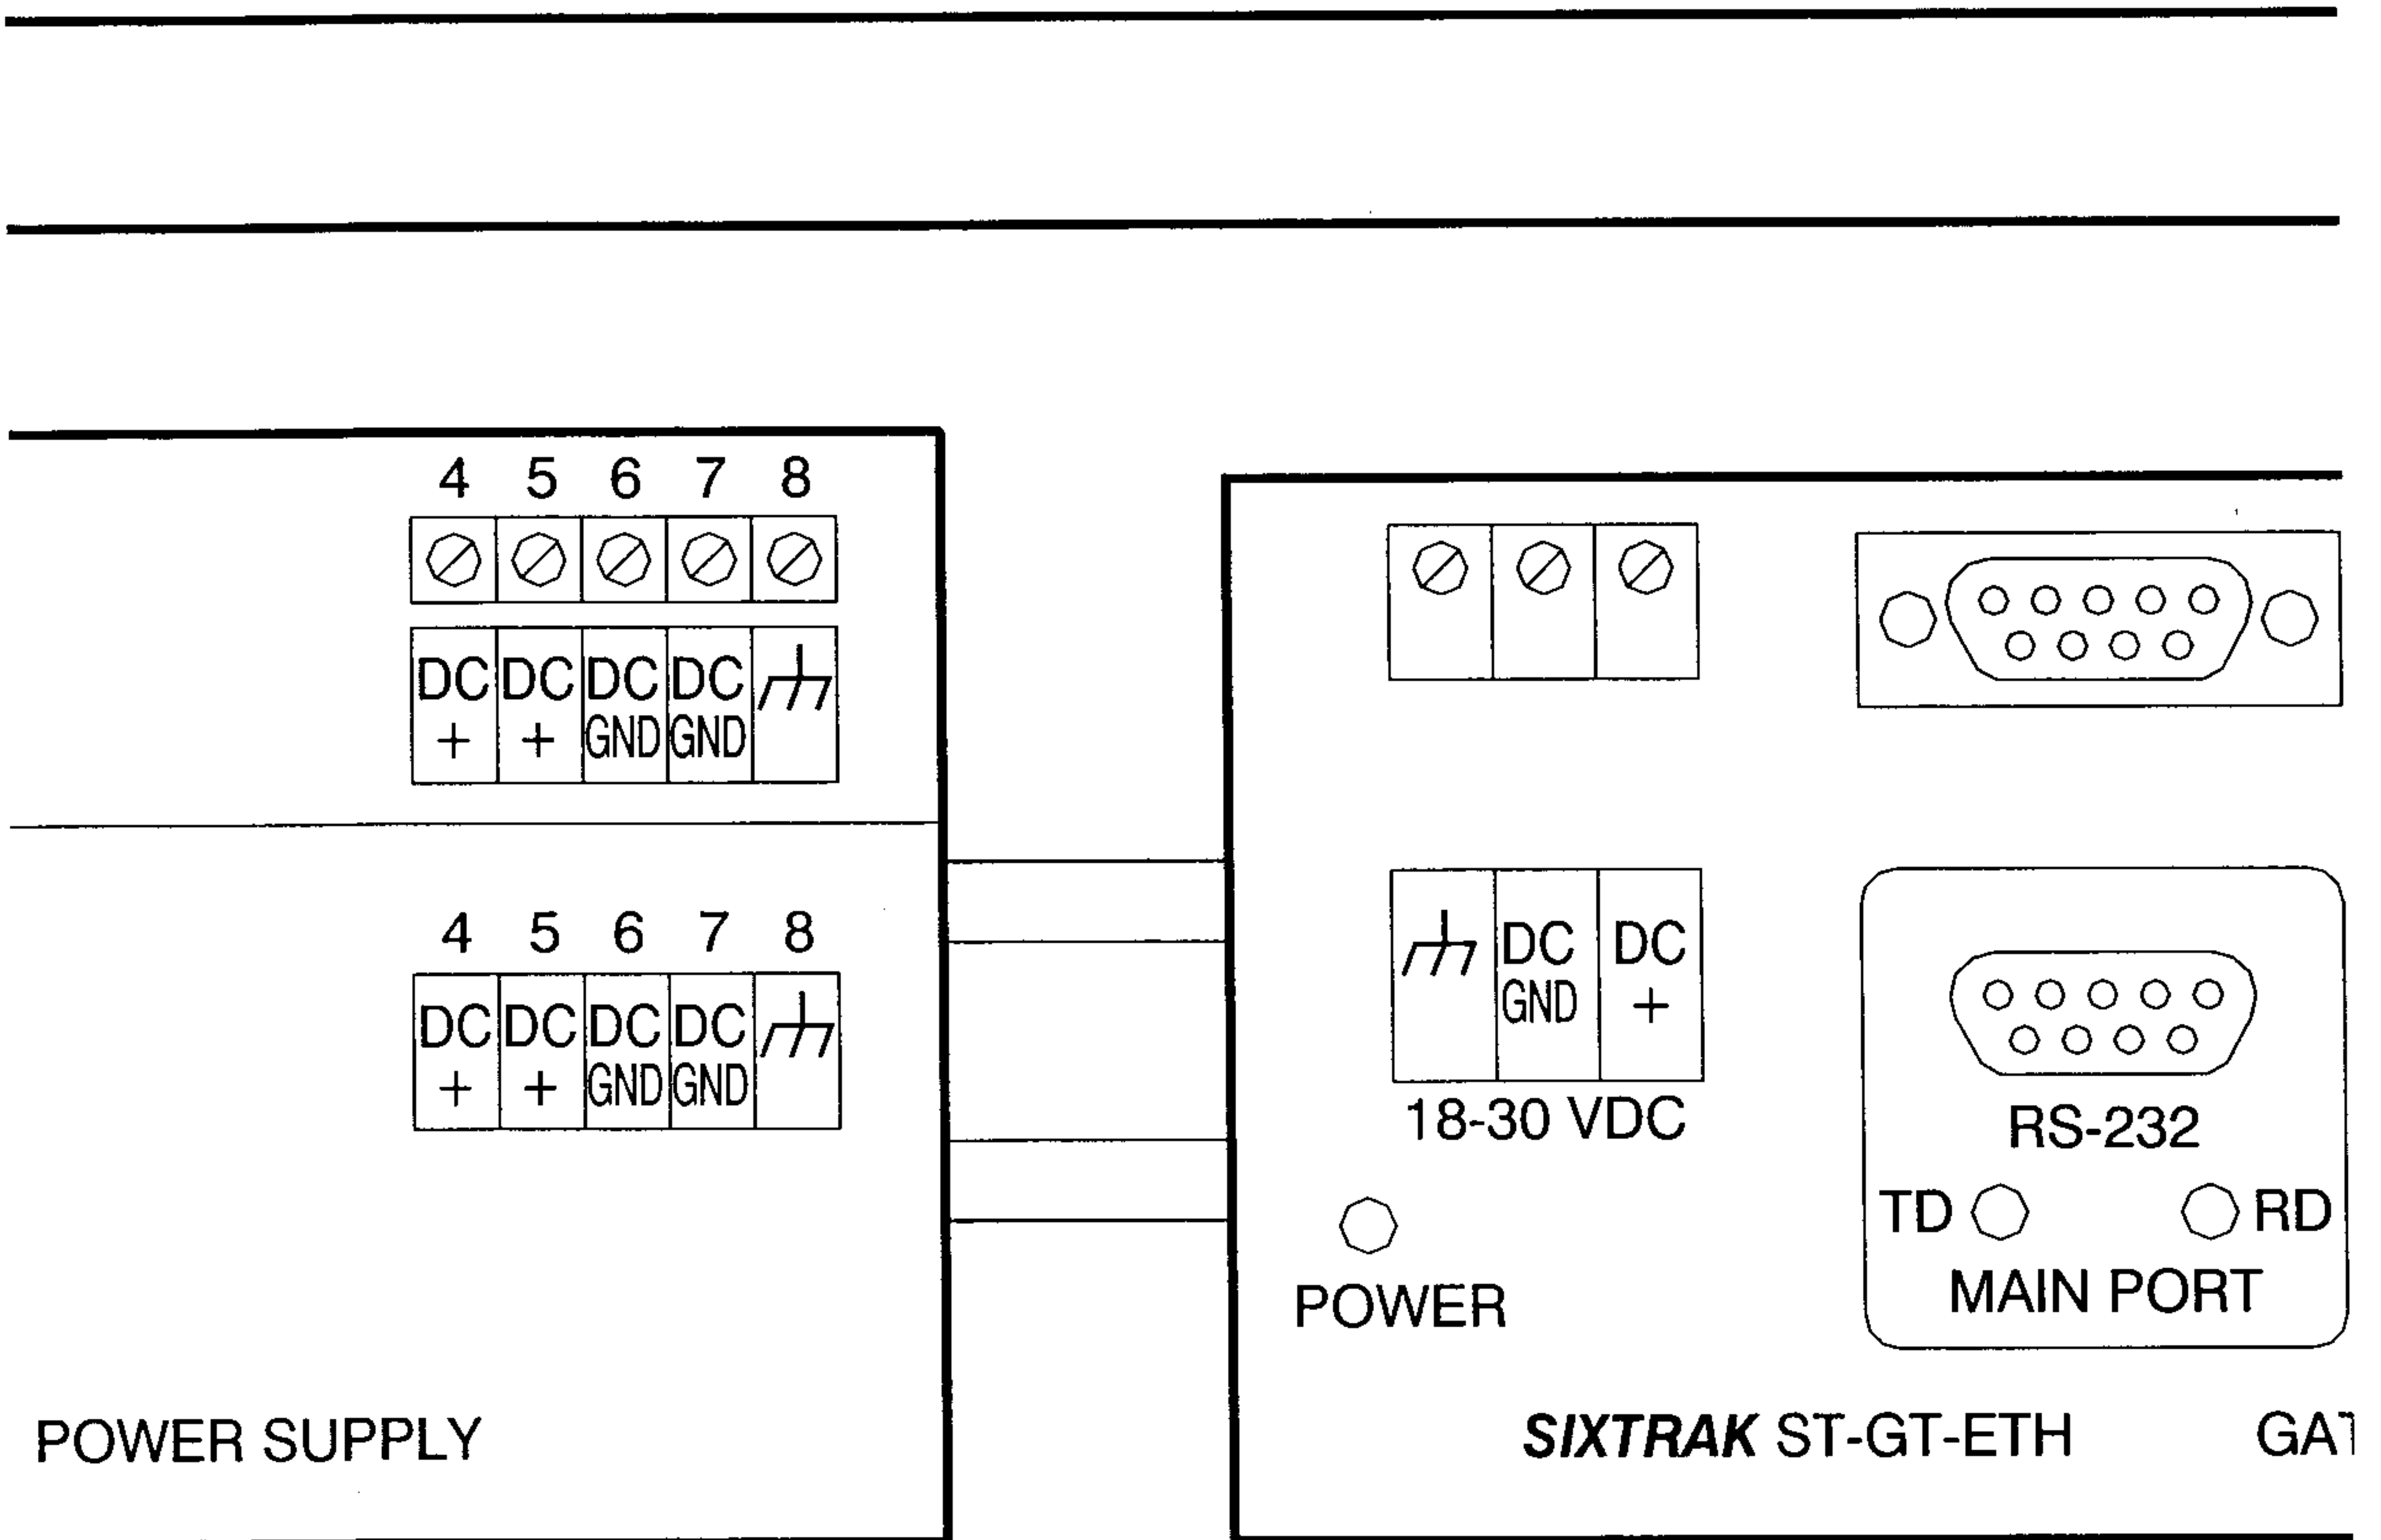 4 5 6 7 8
DC DC DC DC
+ + GND GND
4 5 6 7 8
DC DC DC DC
+ + GND GND
POWER SUPPLY
DC DC
GND +
18-30 VDC
POWER
RS-232
TD RD
MAIN PORT
SIXTRAK ST-GT-ETH